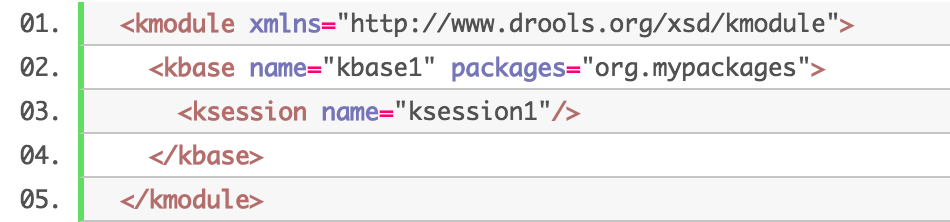 01. <kmodule xmlns="http://www.drools.org/xsd/kmodule">
02. <kbase name="kbase1" packages="org.mypackages">
03. <ksession name="ksession1"/>
04. </kbase>
05. </kmodule>